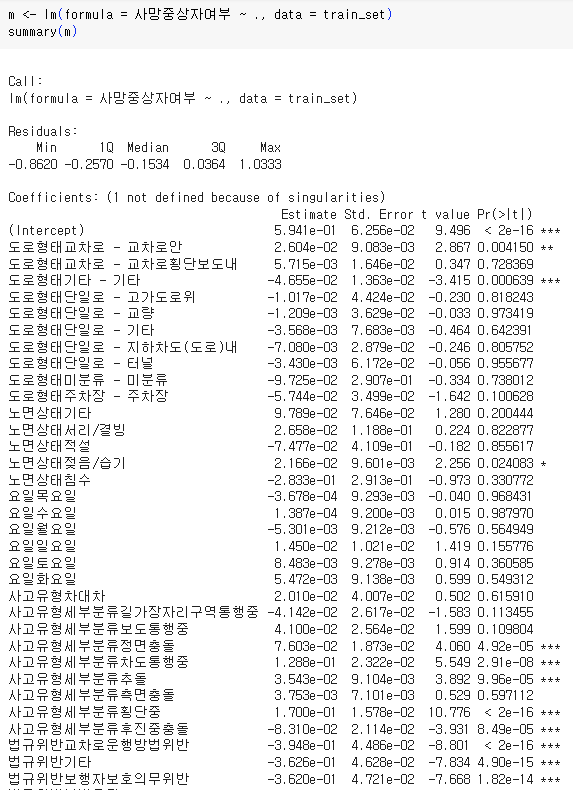 m <- lm(formula = 사망중상자여부 ~ ., data = train_set)
summary(m)
Call:
lm(formula = 사망중상자여부 ~ ., data = train_set)
Residuals:
Min 1Q Median 3Q Max
-0.8620 -0.2570 -0.1534 0.0364 1.0333
Coefficients: (1 not defined because of singularities)
Estimate Std. Error t value Pr(>|t|)
(Intercept) 5.941e-01 6.256e-02 9.496 < 2e-16 ***
도로형태교차로 - 교차로안 2.604e-02 9.083e-03 2.867 0.004150 **
도로형태교차로 - 교차로횡단보도내 5.715e-03 1.646e-02 0.347 0.728369
도로형태기타 - 기타 -4.655e-02 1.363e-02 -3.415 0.000639 ***
도로형태단일로 - 고가도로위 -1.017e-02 4.424e-02 -0.230 0.818243
도로형태단일로 - 교량 -1.209e-03 3.629e-02 -0.033 0.973419
도로형태단일로 - 기타 -3.568e-03 7.683e-03 -0.464 0.642391
도로형태단일로 - 지하차도(도로)내 -7.080e-03 2.879e-02 -0.246 0.805752
도로형태단일로 - 터널 -3.430e-03 6.172e-02 -0.056 0.955677
도로형태미분류 - 미분류 -9.725e-02 2.907e-01 -0.334 0.738012
도로형태주차장 - 주차장 -5.744e-02 3.499e-02 -1.642 0.100628
노면상태기타 9.789e-02 7.646e-02 1.280 0.200444
노면상태서리/결빙 2.658e-02 1.188e-01 0.224 0.822877
노면상태적설 -7.477e-02 4.109e-01 -0.182 0.855617
노면상태젖음/습기 2.166e-02 9.601e-03 2.256 0.024083 *
노면상태침수 -2.833e-01 2.913e-01 -0.973 0.330772
요일목요일 -3.678e-04 9.293e-03 -0.040 0.968431
요일수요일 1.387e-04 9.200e-03 0.015 0.987970
요일월요일 -5.301e-03 9.212e-03 -0.576 0.564949
요일일요일 1.450e-02 1.021e-02 1.419 0.155776
요일토요일 8.483e-03 9.278e-03 0.914 0.360585
요일화요일 5.472e-03 9.138e-03 0.599 0.549312
사고유형차대차 2.010e-02 4.007e-02 0.502 0.615910
사고유형세부분류길가장자리구역통행중 -4.142e-02 2.617e-02 -1.583 0.113455
사고유형세부분류보도통행중 4.100e-02 2.564e-02 1.599 0.109804
사고유형세부분류정면충돌 7.603e-02 1.873e-02 4.060 4.92e-05 ***
사고유형세부분류차도통행중 1.288e-01 2.322e-02 5.549 2.91e-08 ***
사고유형세부분류추돌 3.543e-02 9.104e-03 3.892 9.96e-05 ***
사고유형세부분류측면충돌 3.753e-03 7.101e-03 0.529 0.597112
사고유형세부분류횡단중 1.700e-01 1.578e-02 10.776 < 2e-16 ***
사고유형세부분류후진중충돌 -8.310e-02 2.114e-02 -3.931 8.49e-05 ***
법규위반교차로운행방법위반 -3.948e-01 4.486e-02 -8.801 < 2e-16 ***
법규위반기타 -3.626e-01 4.628e-02 -7.834 4.90e-15 ***
법규위반보행자보호의무위반 -3.620e-01 4.721e-02 -7.668 1.82e-14 ***